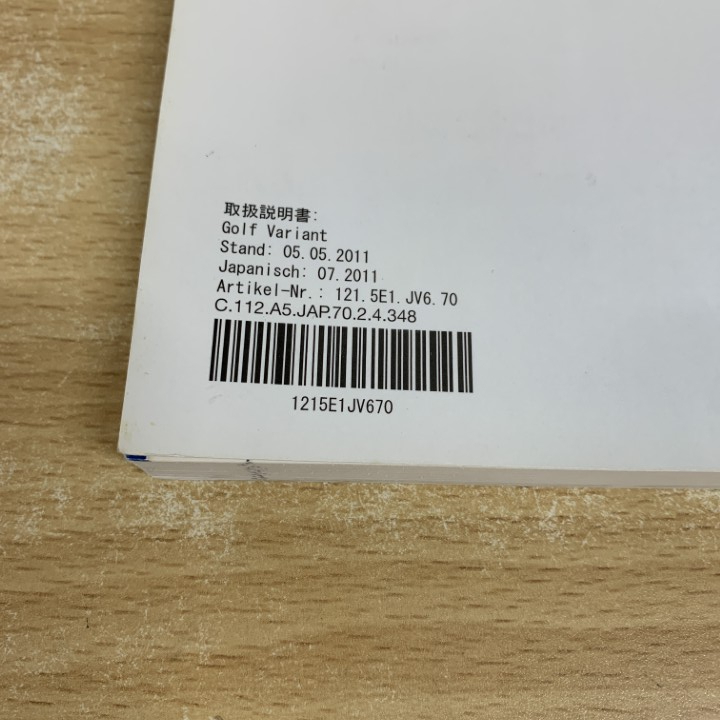 取扱説明書:
Golf Variant
Stand: 05.05.2011
Japanisch: 07.2011
Artikel-Nr.: 121.5E1.JV6.70
C.112.A5.JAP.70.2.4.348
1215E1JV670